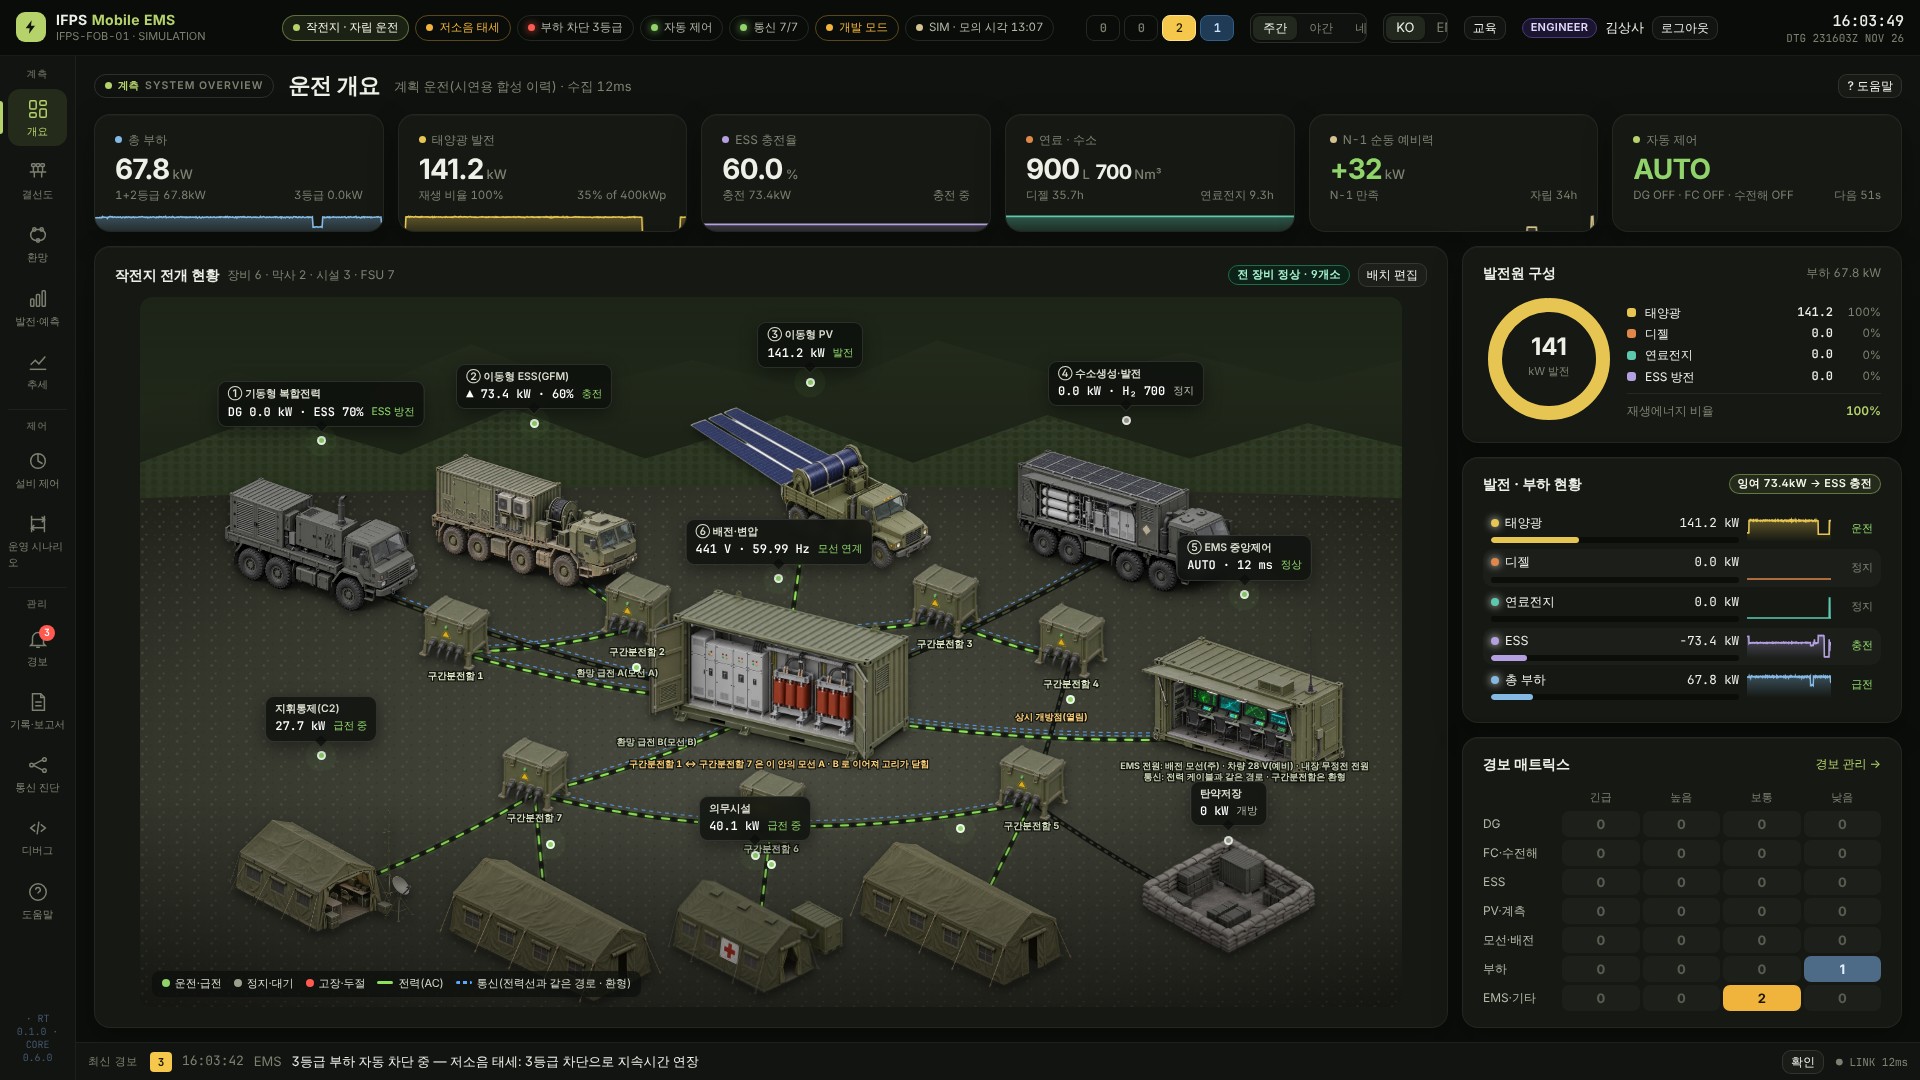 IFPS Mobile EMS
IFPS-FOB-01 · SIMULATION
작전지 · 자립 운전
저소음 태세
부하 차단 3등급
자동 제어
통신 7/7
개발 모드
SIM · 모의 시각 13:07
0 0 2 1
주간 야간
KO
교육
ENGINEER 김상사 로그아웃
16:03:49
DTG 231603Z NOV 26
계측
개요
결선도
환망
발전·예측
추세
제어
설비 제어
운영 시나리오
관리
3
경보
기록·보고서
통신 진단
디버그
도움말
· RT
0.1.0 ·
CORE
0.6.0
계측 SYSTEM OVERVIEW
운전 개요
계획 운전(시연용 합성 이력) · 수집 12ms
? 도움말
총 부하
67.8 kW
1+2등급 67.8kW 3등급 0.0kW
태양광 발전
141.2 kW
재생 비율 100% 35% of 400kWp
ESS 충전율
60.0 %
충전 73.4kW 충전 중
연료 · 수소
900 L 700 Nm³
디젤 35.7h 연료전지 9.3h
N-1 순동 예비력
+32 kW
N-1 만족 자립 34h
자동 제어
AUTO
DG OFF · FC OFF · 수전해 OFF 다음 51s
작전지 전개 현황 장비 6 · 막사 2 · 시설 3 · FSU 7
전 장비 정상 · 9개소
배치 편집
① 기동형 복합전력
DG 0.0 kW · ESS 70% ESS 방전
② 이동형 ESS(GFM)
▲ 73.4 kW · 60% 충전
③ 이동형 PV
141.2 kW 발전
④ 수소생성·발전
0.0 kW · H₂ 700 정지
⑥ 배전·변압
441 V · 59.99 Hz 모선 연계
⑤ EMS 중앙제어
AUTO · 12 ms 정상
구간분전함 1
구간분전함 2
환망 급전 A(모선 A)
구간분전함 3
구간분전함 4
상시 개방점(열림)
지휘통제(C2)
27.7 kW 급전 중
환망 급전 B(모선 B)
구간분전함 1 ↔ 구간분전함 7 은 이 안의 모선 A · B 로 이어져 고리가 닫힘
EMS 전원: 배전 모선(주) · 차량 28 V(예비) · 내장 무정전 전원
통신: 전력 케이블과 같은 경로 · 구간분전함은 환형
구간분전함 7
의무시설
40.1 kW 급전 중
구간분전함 6
구간분전함 5
탄약저장
0 kW 개방
운전·급전
정지·대기
고장·두절
전력(AC)
통신(전력선과 같은 경로 · 환형)
발전원 구성 부하 67.8 kW
141
kW 발전
태양광 141.2 100%
디젤 0.0 0%
연료전지 0.0 0%
ESS 방전 0.0 0%
재생에너지 비율 100%
발전 · 부하 현황 잉여 73.4kW → ESS 충전
태양광 141.2 kW 운전
디젤 0.0 kW 정지
연료전지 0.0 kW 정지
ESS -73.4 kW 충전
총 부하 67.8 kW 급전
경보 매트릭스 경보 관리 →
긴급 높음 보통 낮음
DG 0 0 0 0
FC·수전해 0 0 0 0
ESS 0 0 0 0
PV·계측 0 0 0 0
모선·배전 0 0 0 0
부하 0 0 0 1
EMS·기타 0 0 2 0
최신 경보 3 16:03:42 EMS 3등급 부하 자동 차단 중 — 저소음 태세: 3등급 차단으로 지속시간 연장
확인
LINK 12ms